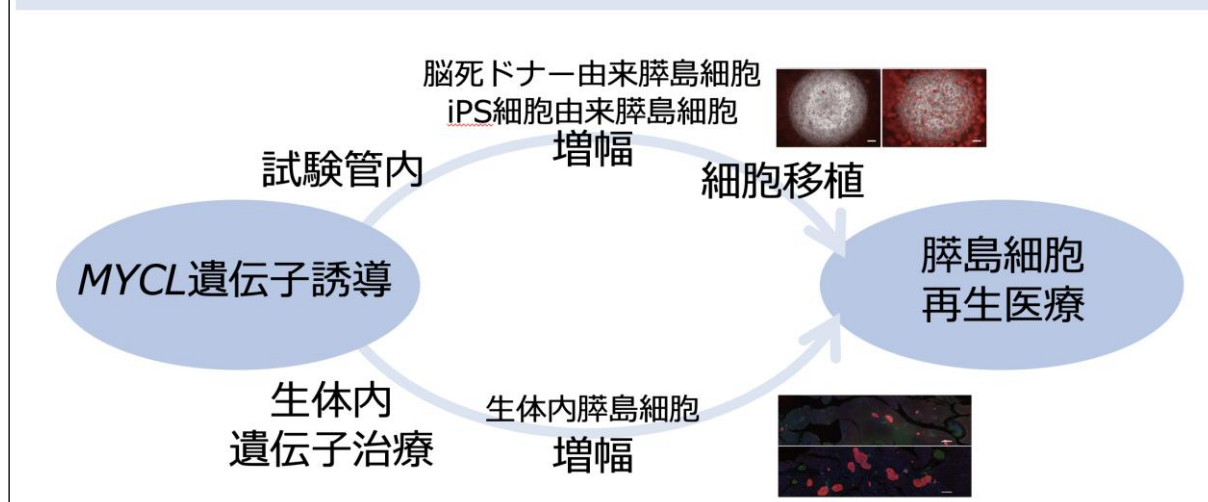 脳死ドナー由来膵島細胞
iPS細胞由来膵島細胞
増幅
試験管内
細胞移植
MYCL遺伝子誘導
膵島細胞
再生医療
生体内
遺伝子治療
生体内膵島細胞
増幅